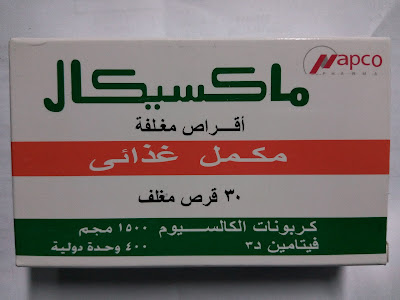 Napco
PHARMA
ماكسيكال
أقراص مغلفة
مكمل غذائى
٣٠ قرص مغلف
كربونات الكالسيوم ١٥٠٠ مجم
فيتامين د٣ ٤٠٠ وحدة دولية